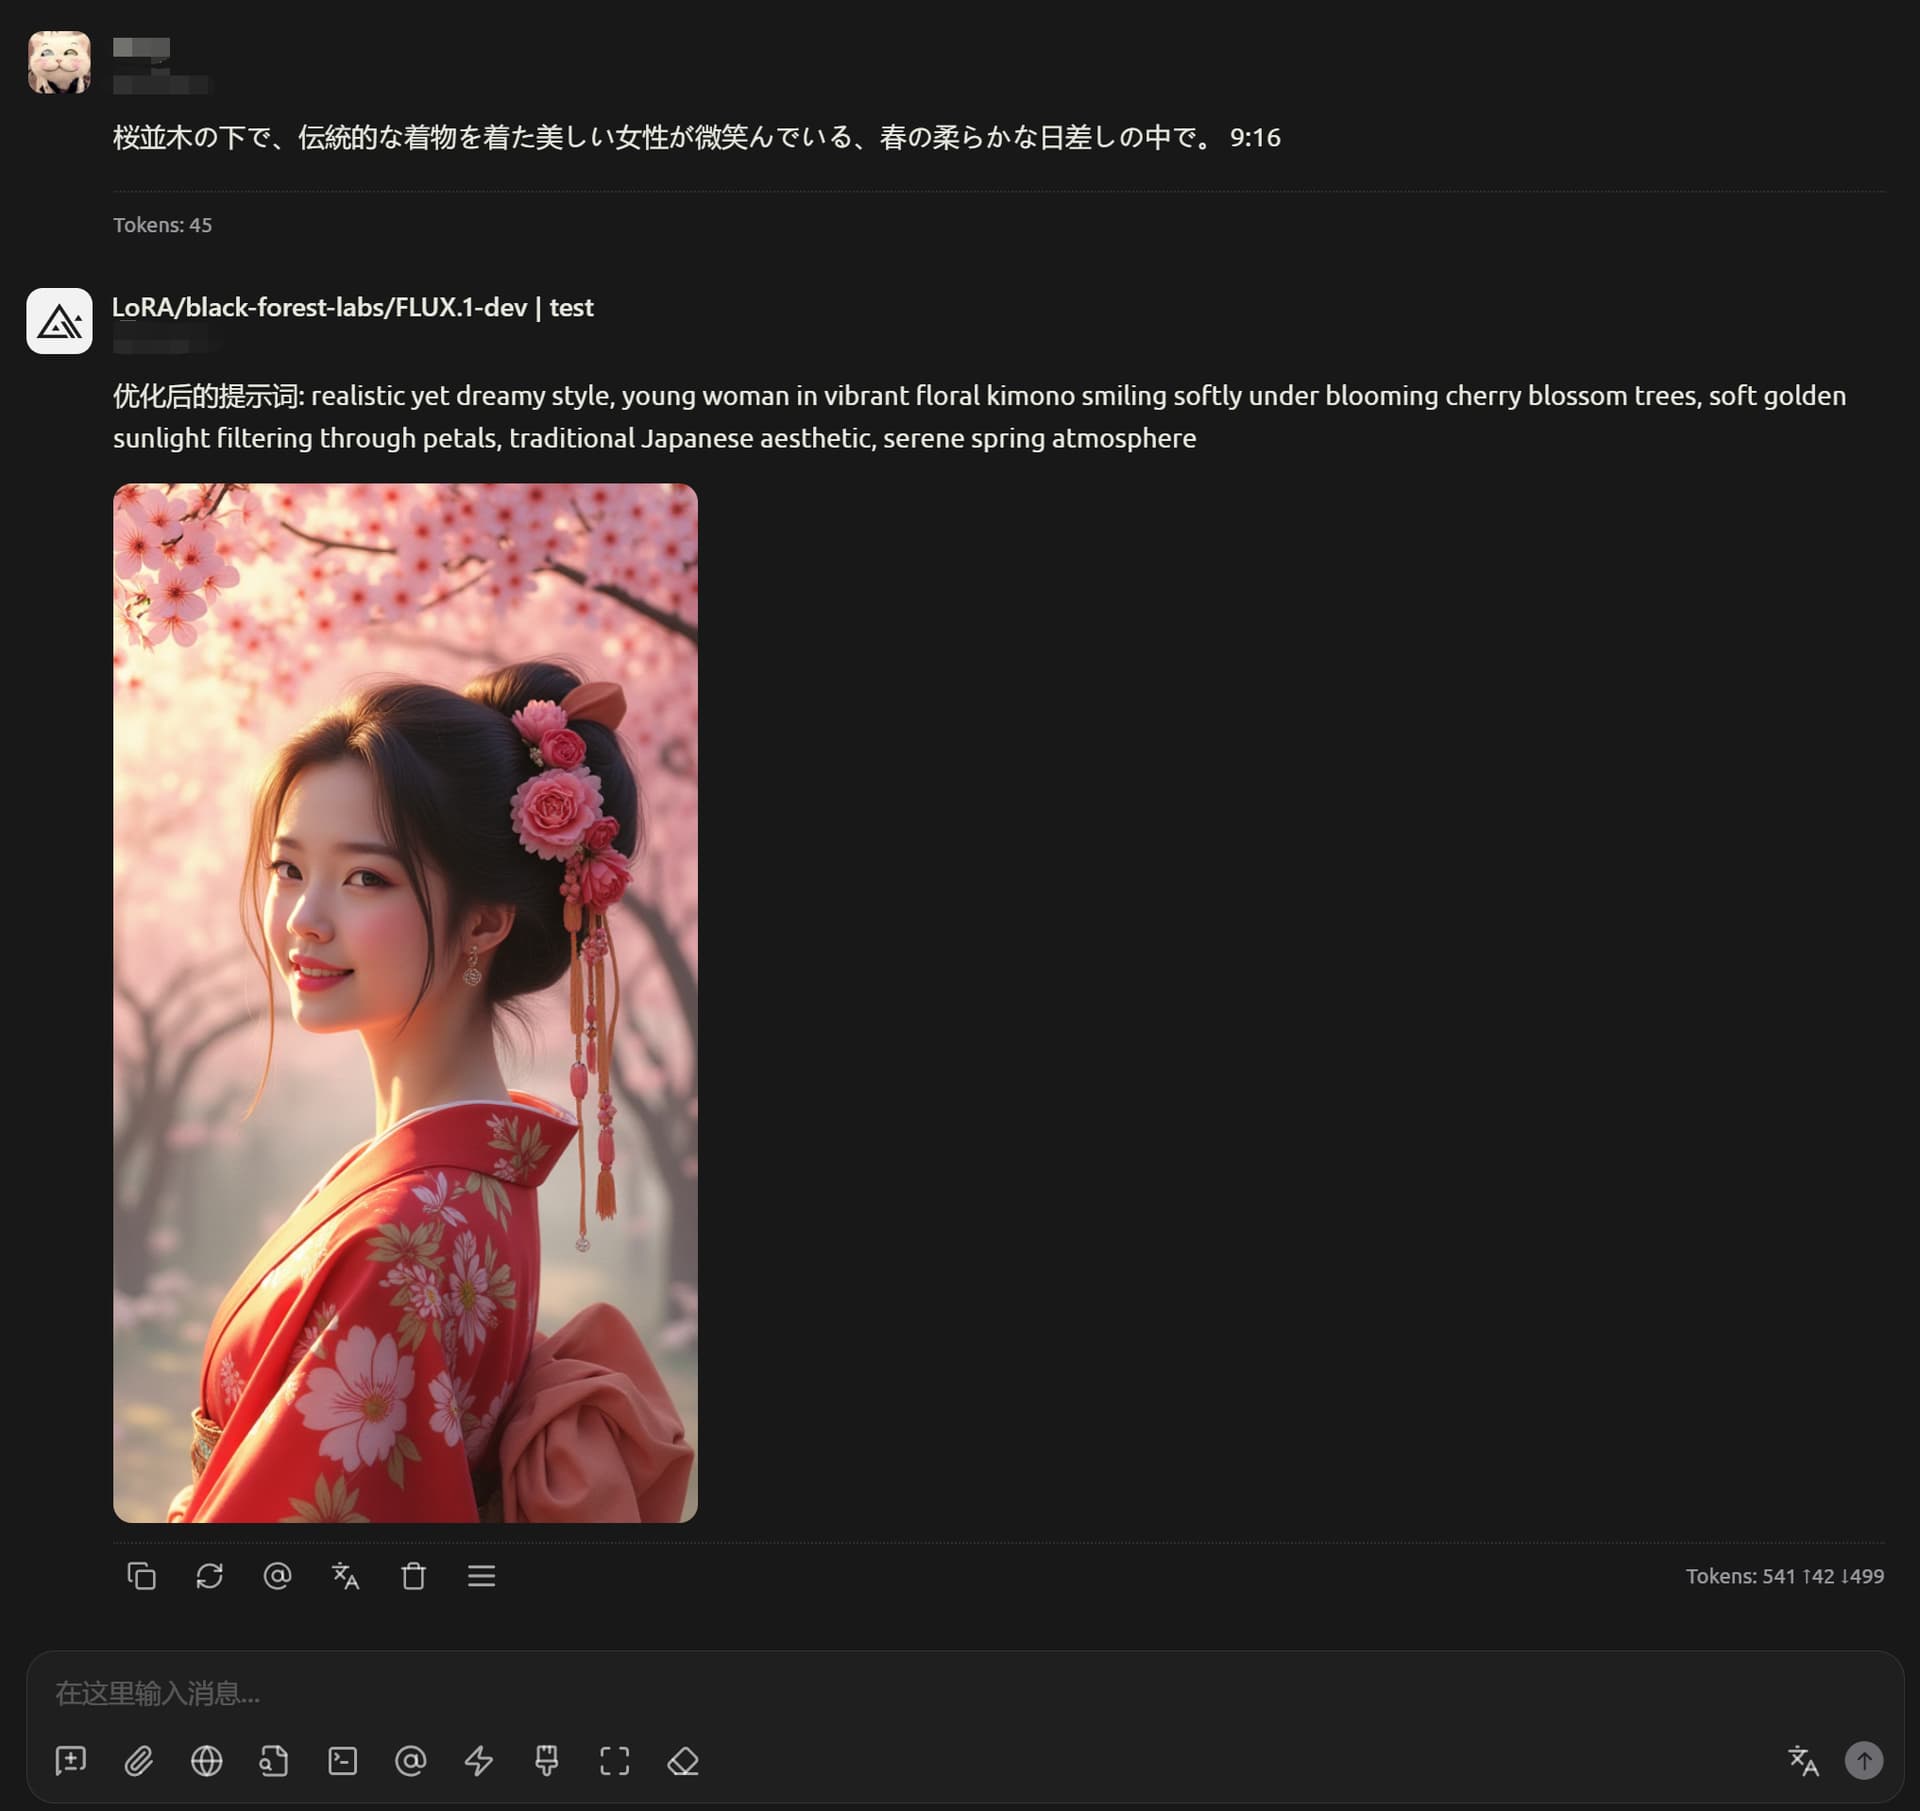 桜並木の下で、伝統的な着物を着た美しい女性が微笑んでいる、春の柔らかな日差しの中で。 9:16
Tokens: 45
LoRA/black-forest-labs/FLUX.1-dev | test
优化后的提示词: realistic yet dreamy style, young woman in vibrant floral kimono smiling softly under blooming cherry blossom trees, soft golden
sunlight filtering through petals, traditional Japanese aesthetic, serene spring atmosphere
Tokens: 541 ↑42 ↓499
在这里输入消息...